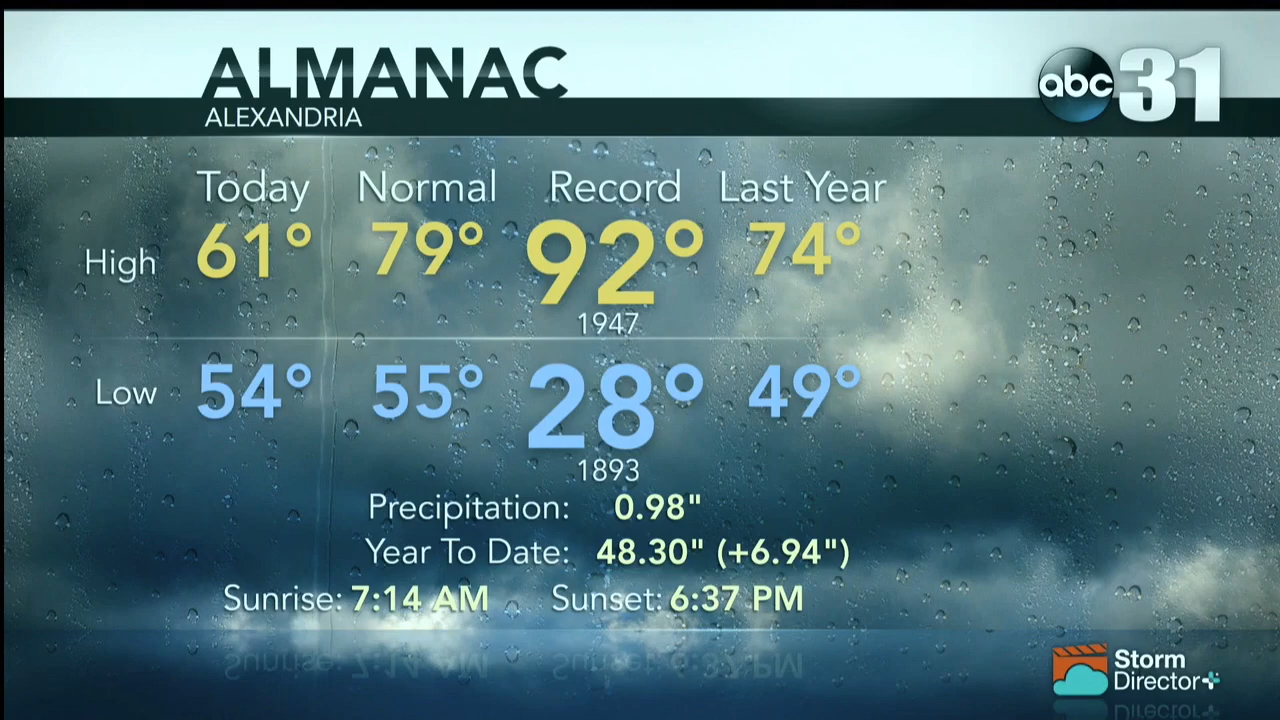 ALMANAC
ALEXANDRIA
abc 31
Today Normal Record Last Year
High 61° 79° 92° 74°
1947
Low 54° 55° 28° 49°
1893
Precipitation: 0.98"
Year To Date: 48.30" (+6.94")
Sunrise: 7:14 AM Sunset: 6:37 PM
Storm
Director+